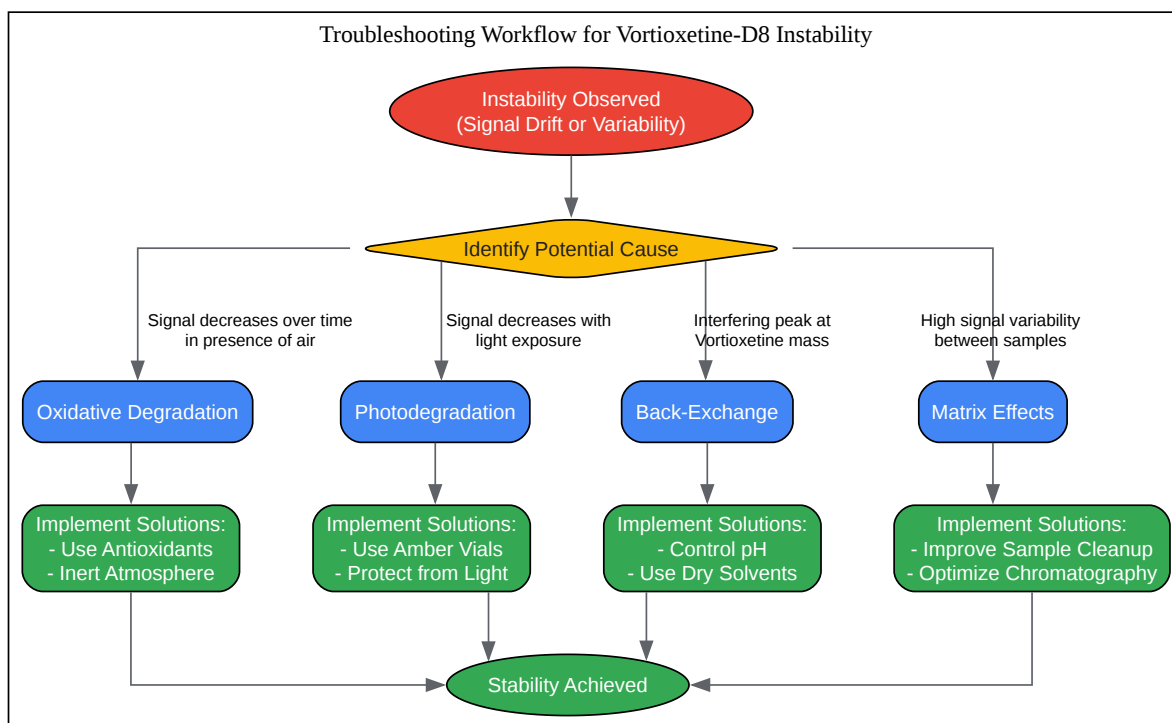 Troubleshooting Workflow for Vortioxetine-D8 Instability
Instability Observed
(Signal Drift or Variability)
Identify Potential Cause
Signal decreases over time
in presence of air
Signal decreases with
light exposure
Interfering peak at
Vortioxetine mass
High signal variability
between samples
Oxidative Degradation
Photodegradation
Back-Exchange
Matrix Effects
Implement Solutions:
- Use Antioxidants
- Inert Atmosphere
Implement Solutions:
- Use Amber Vials
- Protect from Light
Implement Solutions:
- Control pH
- Use Dry Solvents
Implement Solutions:
- Improve Sample Cleanup
- Optimize Chromatography
Stability Achieved